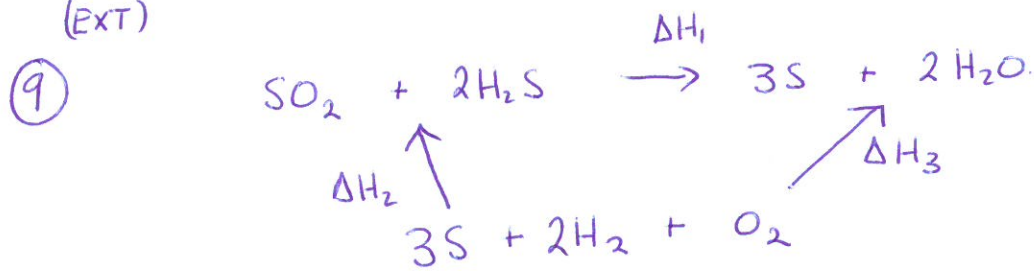 (EXT)
ΔH₁
9 SO₂ + 2H₂S → 3S + 2H₂O.
ΔH₂ ΔH₃
3S + 2H₂ + O₂